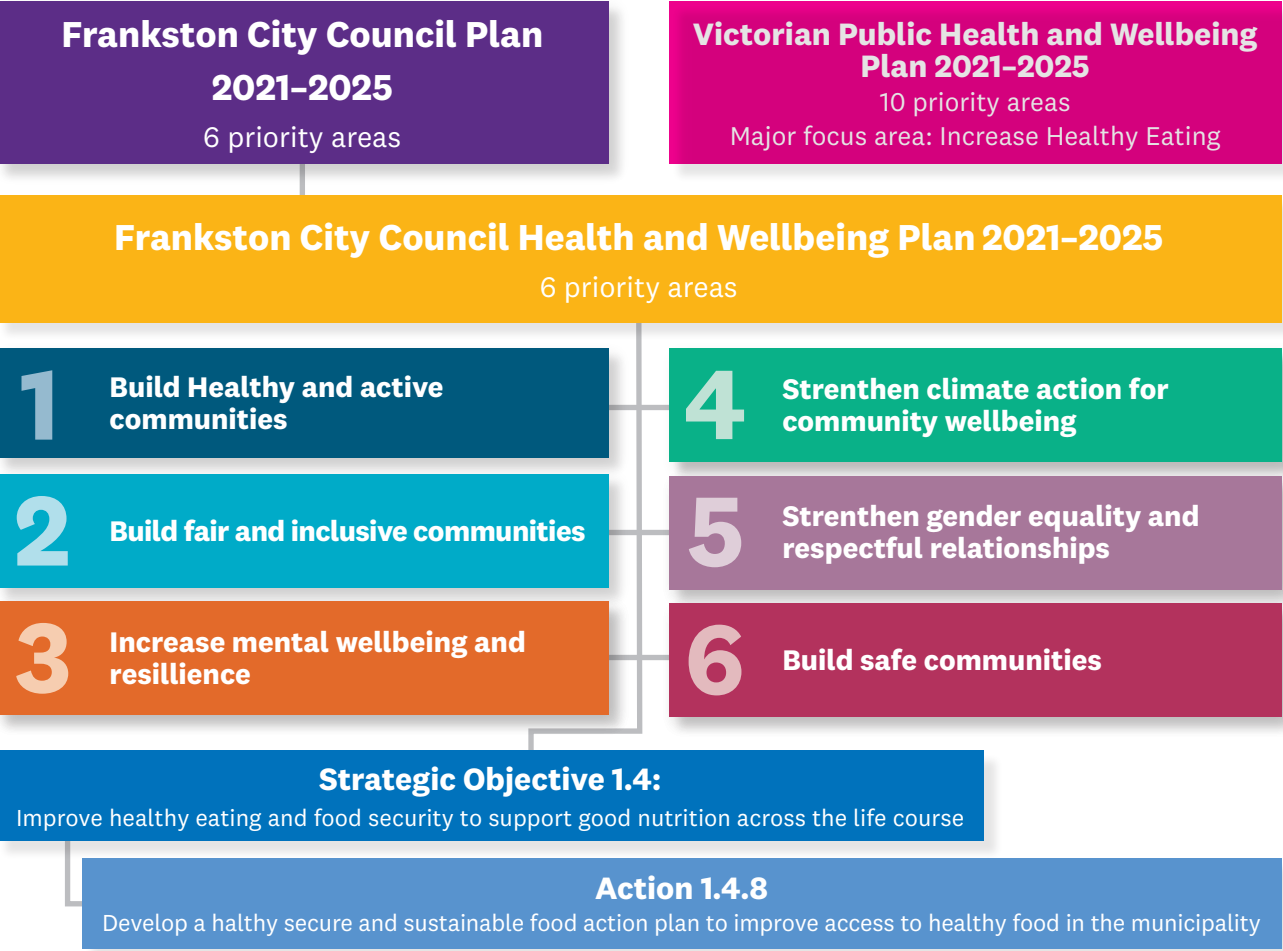 Frankston City Council Plan
2021–2025
6 priority areas
Victorian Public Health and Wellbeing
Plan 2021–2025
10 priority areas
Major focus area: Increase Healthy Eating
Frankston City Council Health and Wellbeing Plan 2021–2025
6 priority areas
1
Build Healthy and active
communities
2
Build fair and inclusive communities
3
Increase mental wellbeing and
resillience
4
Strenthen climate action for
community wellbeing
5
Strenthen gender equality and
respectful relationships
6
Build safe communities
Strategic Objective 1.4:
Improve healthy eating and food security to support good nutrition across the life course
Action 1.4.8
Develop a halthy secure and sustainable food action plan to improve access to healthy food in the municipality